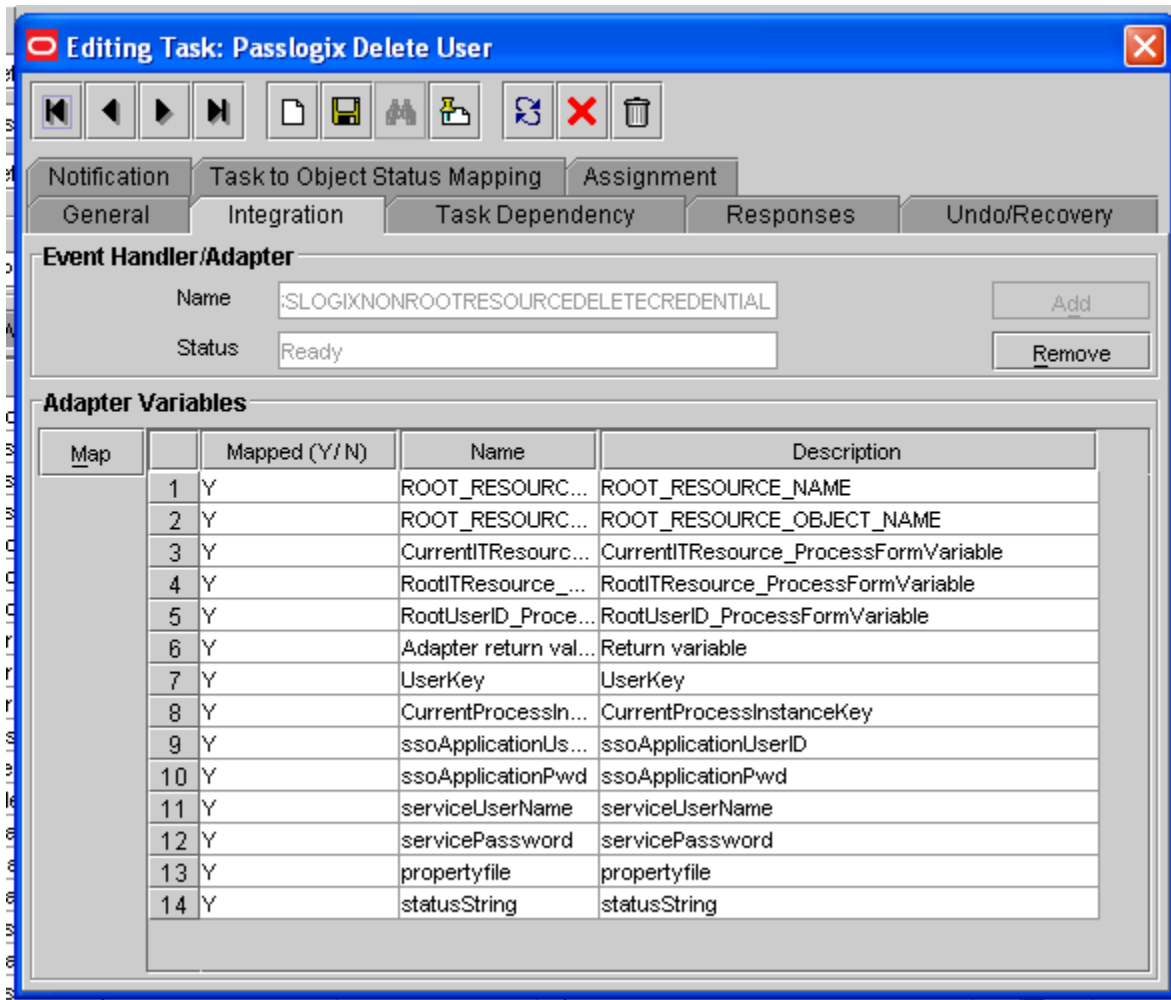 Editing Task: Passlogix Delete User
Notification Task to Object Status Mapping Assignment
General Integration Task Dependency Responses Undo/Recovery
Event Handler/Adapter
Name SLOGIXNONROOTRESOURCEDELETECREDENTIAL Add
Status Ready Remove
Adapter Variables
Map Mapped (Y/N) Name Description
1 Y ROOT_RESOURC... ROOT_RESOURCE_NAME
2 Y ROOT_RESOURC... ROOT_RESOURCE_OBJECT_NAME
3 Y CurrentITResourc... CurrentITResource_ProcessFormVariable
4 Y RootITResource_... RootITResource_ProcessFormVariable
5 Y RootUserID_Proce... RootUserID_ProcessFormVariable
6 Y Adapter return val... Return variable
7 Y UserKey UserKey
8 Y CurrentProcessIn... CurrentProcessInstanceKey
9 Y ssoApplicationUs... ssoApplicationUserID
10 Y ssoApplicationPwd ssoApplicationPwd
11 Y serviceUserName serviceUserName
12 Y servicePassword servicePassword
13 Y propertyfile propertyfile
14 Y statusString statusString